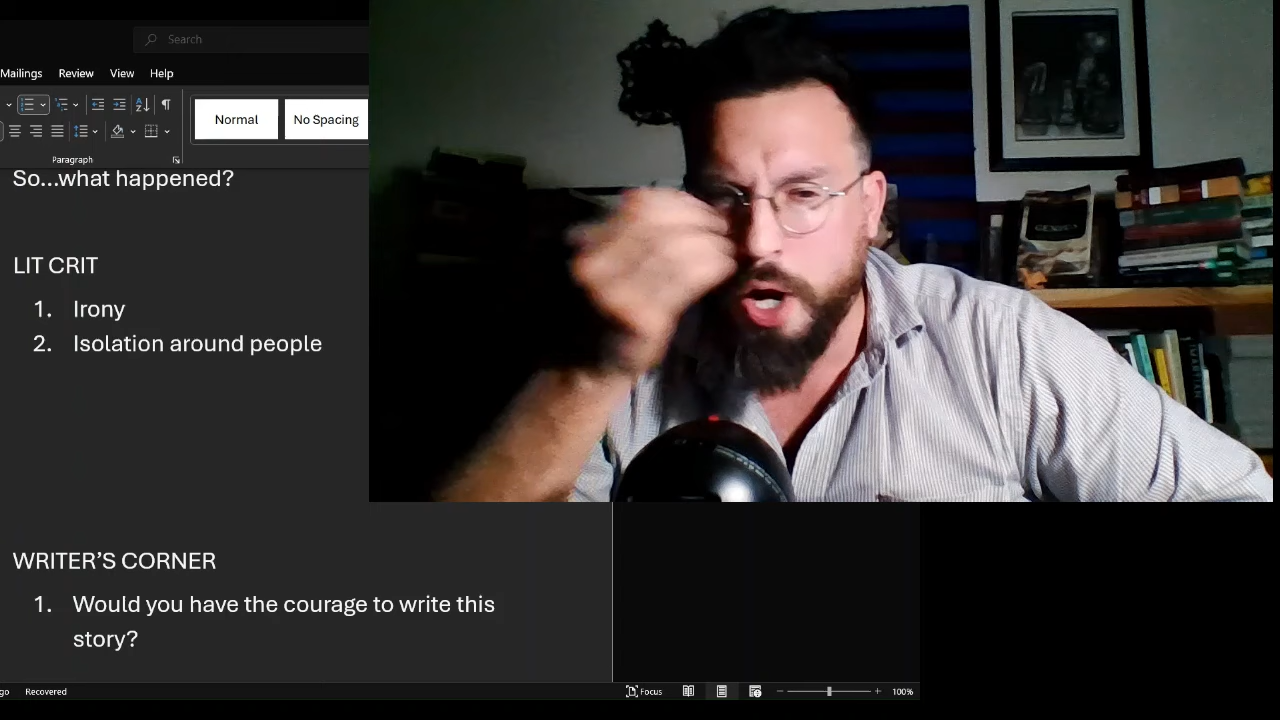 Search
Mailings Review View Help
Normal No Spacing
Paragraph
So...what happened?
LIT CRIT
1. Irony
2. Isolation around people
WRITER’S CORNER
1. Would you have the courage to write this
story?
go Recovered Focus 100%